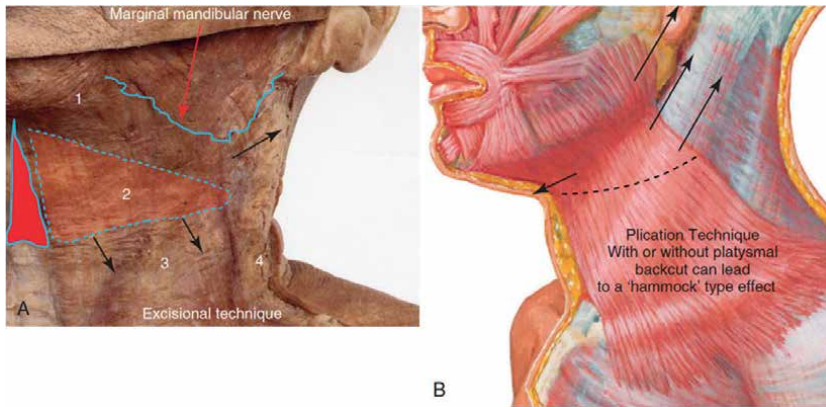 Marginal mandibular nerve
1
2
3
4
A
Excisional technique
Plication Technique
With or without platysmal
backcut can lead
to a 'hammock' type effect
B